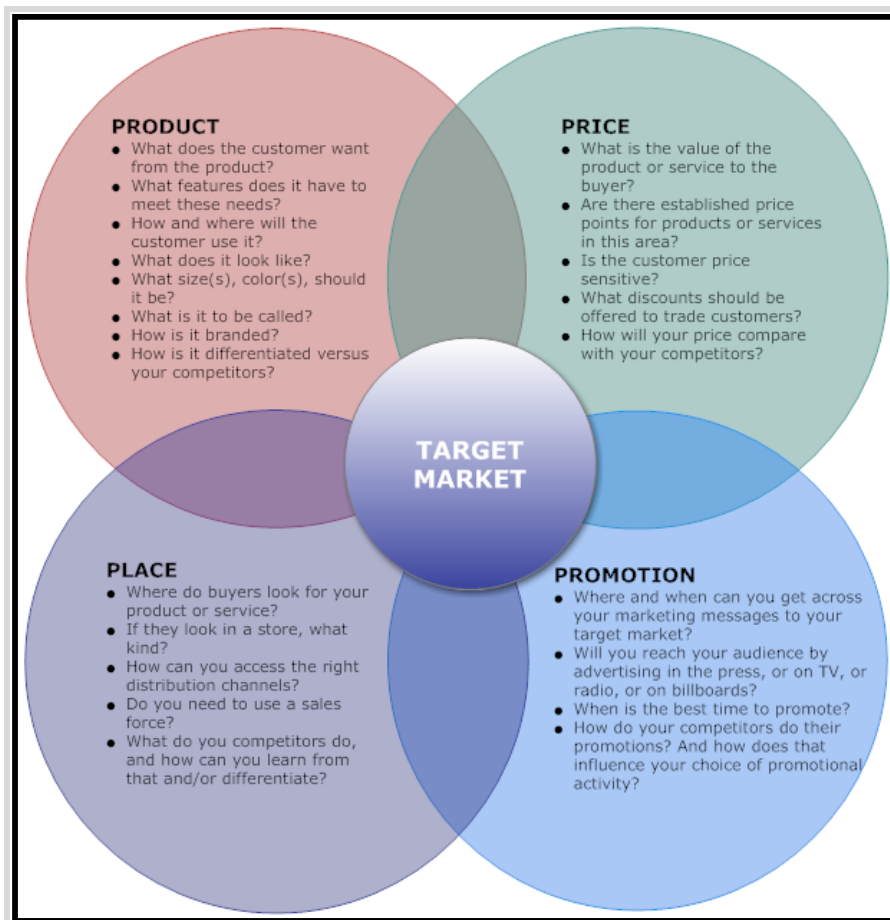 PRODUCT
● What does the customer want
from the product?
● What features does it have to
meet these needs?
● How and where will the
customer use it?
● What does it look like?
● What size(s), color(s), should
it be?
● What is it to be called?
● How is it branded?
● How is it differentiated versus
your competitors?
PRICE
● What is the value of the
product or service to the
buyer?
● Are there established price
points for products or services
in this area?
● Is the customer price
sensitive?
● What discounts should be
offered to trade customers?
● How will your price compare
with your competitors?
TARGET
MARKET
PLACE
● Where do buyers look for your
product or service?
● If they look in a store, what
kind?
● How can you access the right
distribution channels?
● Do you need to use a sales
force?
● What do you competitors do,
and how can you learn from
that and/or differentiate?
PROMOTION
● Where and when can you get across
your marketing messages to your
target market?
● Will you reach your audience by
advertising in the press, or on TV, or
radio, or on billboards?
● When is the best time to promote?
● How do your competitors do their
promotions? And how does that
influence your choice of promotional
activity?